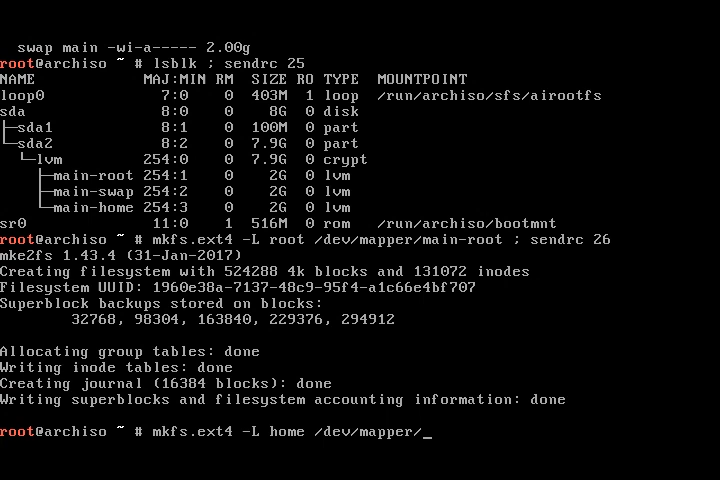 swap main -wi-a----- 2.00g
root@archiso ~ # lsblk ; sendrc 25
NAME              MAJ:MIN RM  SIZE RO TYPE  MOUNTPOINT
loop0               7:0    0  403M  1 loop  /run/archiso/sfs/airootfs
sda                 8:0    0    8G  0 disk
├─sda1              8:1    0  100M  0 part
└─sda2              8:2    0  7.9G  0 part
  └─lvm           254:0    0  7.9G  0 crypt
    ├─main-root 254:1    0    2G  0 lvm
    ├─main-swap 254:2    0    2G  0 lvm
    └─main-home 254:3    0    2G  0 lvm
sr0                11:0    1  516M  0 rom   /run/archiso/bootmnt
root@archiso ~ # mkfs.ext4 -L root /dev/mapper/main-root ; sendrc 26
mke2fs 1.43.4 (31-Jan-2017)
Creating filesystem with 524288 4k blocks and 131072 inodes
Filesystem UUID: 1960e38a-7137-48c9-95f4-a1c66e4bf707
Superblock backups stored on blocks:
        32768, 98304, 163840, 229376, 294912

Allocating group tables: done
Writing inode tables: done
Creating journal (16384 blocks): done
Writing superblocks and filesystem accounting information: done

root@archiso ~ # mkfs.ext4 -L home /dev/mapper/_